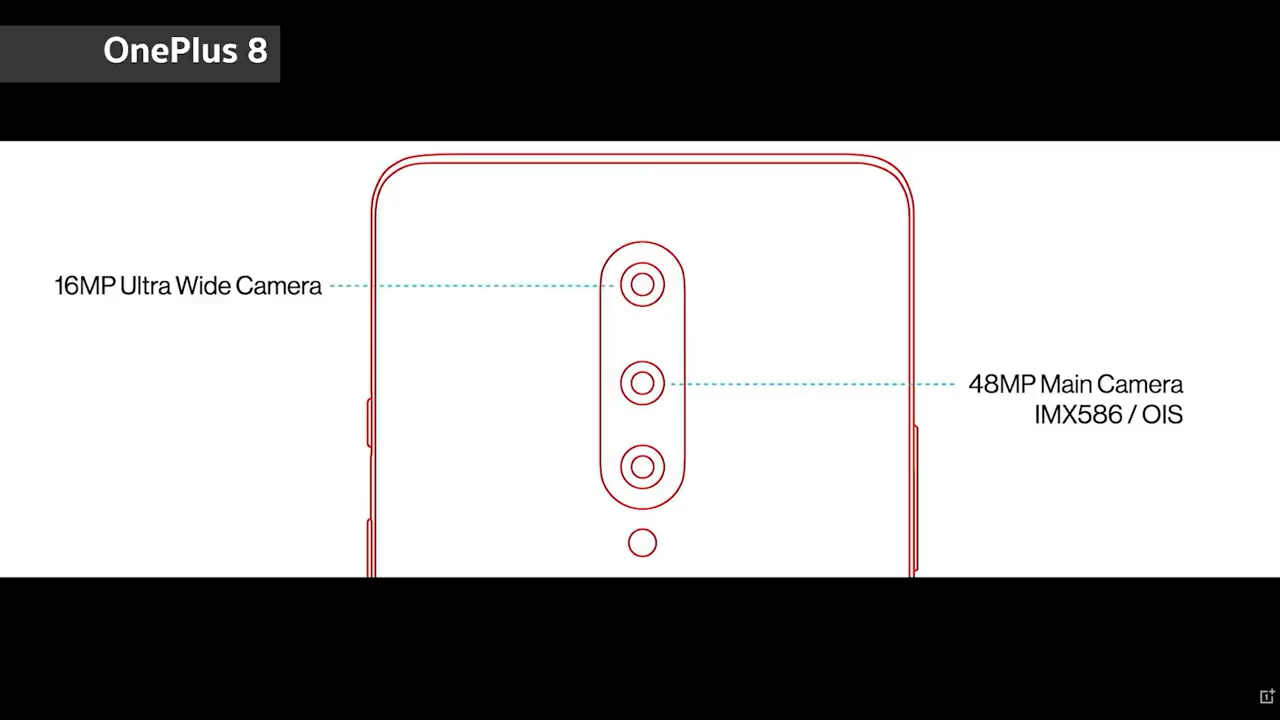 OnePlus 8
16MP Ultra Wide Camera
48MP Main Camera
IMX586 / OIS